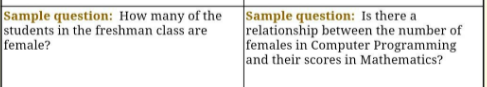 Sample question: How many of the
students in the freshman class are
female?
Sample question: Is there a
relationship between the number of
females in Computer Programming
and their scores in Mathematics?